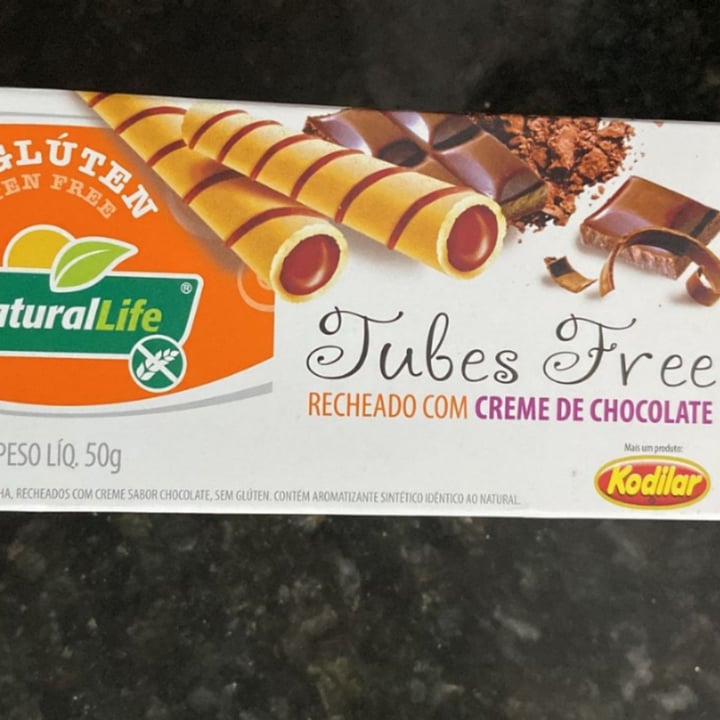 GLÚTEN
EN FREE
aturalLife
®
Tubes Free
RECHEADO COM CREME DE CHOCOLATE
PESO LÍQ. 50g
Mais um produto:
Kodilar
HA, RECHEADOS COM CREME SABOR CHOCOLATE, SEM GLÚTEN. CONTÉM AROMATIZANTE SINTÉTICO IDÊNTICO AO NATURAL.